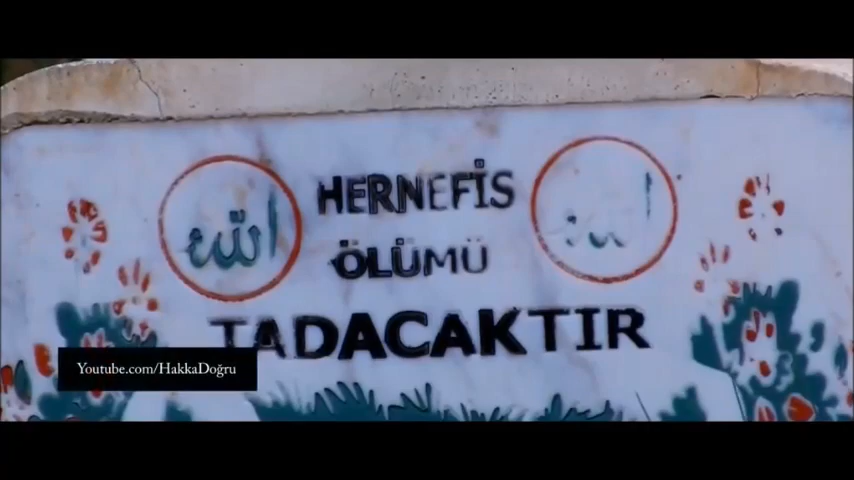 HERNEFİS
الله
ÖLÜMÜ
TADACAKTIR
Youtube.com/HakkaDoğru